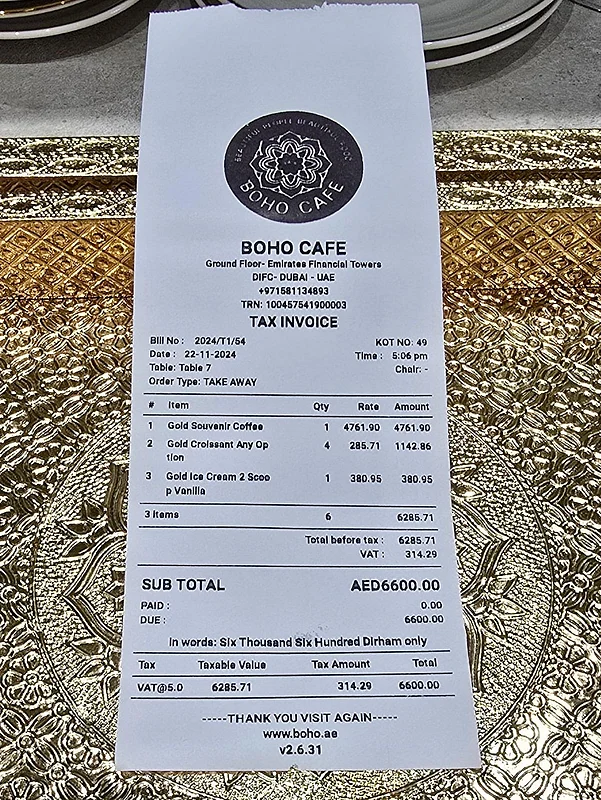 BEAUTIFUL PEOPLE BEAUTIFUL FOOD
BOHO CAFE
BOHO CAFE
Ground Floor- Emirates Financial Towers
DIFC- DUBAI - UAE
+971581134893
TRN: 100457541900003
TAX INVOICE
Bill No : 2024/T1/54 KOT NO: 49
Date : 22-11-2024 Time : 5:06 pm
Table: Table 7 Chair: -
Order Type: TAKE AWAY
# Item Qty Rate Amount
1 Gold Souvenir Coffee 1 4761.90 4761.90
2 Gold Croissant Any Op 4 285.71 1142.86
tion
3 Gold Ice Cream 2 Scoo 1 380.95 380.95
p Vanilla
3 Items 6 6285.71
Total before tax : 6285.71
VAT : 314.29
SUB TOTAL AED6600.00
PAID : 0.00
DUE : 6600.00
In words: Six Thousand Six Hundred Dirham only
Tax Taxable Value Tax Amount Total
VAT@5.0 6285.71 314.29 6600.00
-----THANK YOU VISIT AGAIN-----
www.boho.ae
v2.6.31